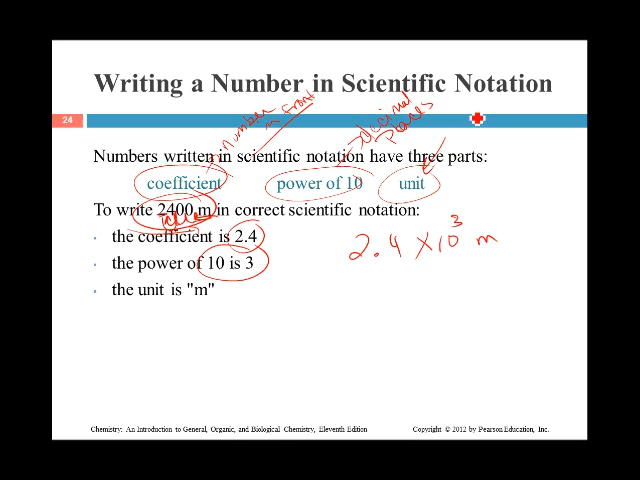 Writing a Number in Scientific Notation
24
number in front
decimal places
Numbers written in scientific notation have three parts:
coefficient power of 10 unit
To write 2400 m in correct scientific notation:
• the coefficient is 2.4
• the power of 10 is 3
• the unit is "m"
2.4 × 10³ m
Chemistry: An Introduction to General, Organic, and Biological Chemistry, Eleventh Edition
Copyright © 2012 by Pearson Education, Inc.